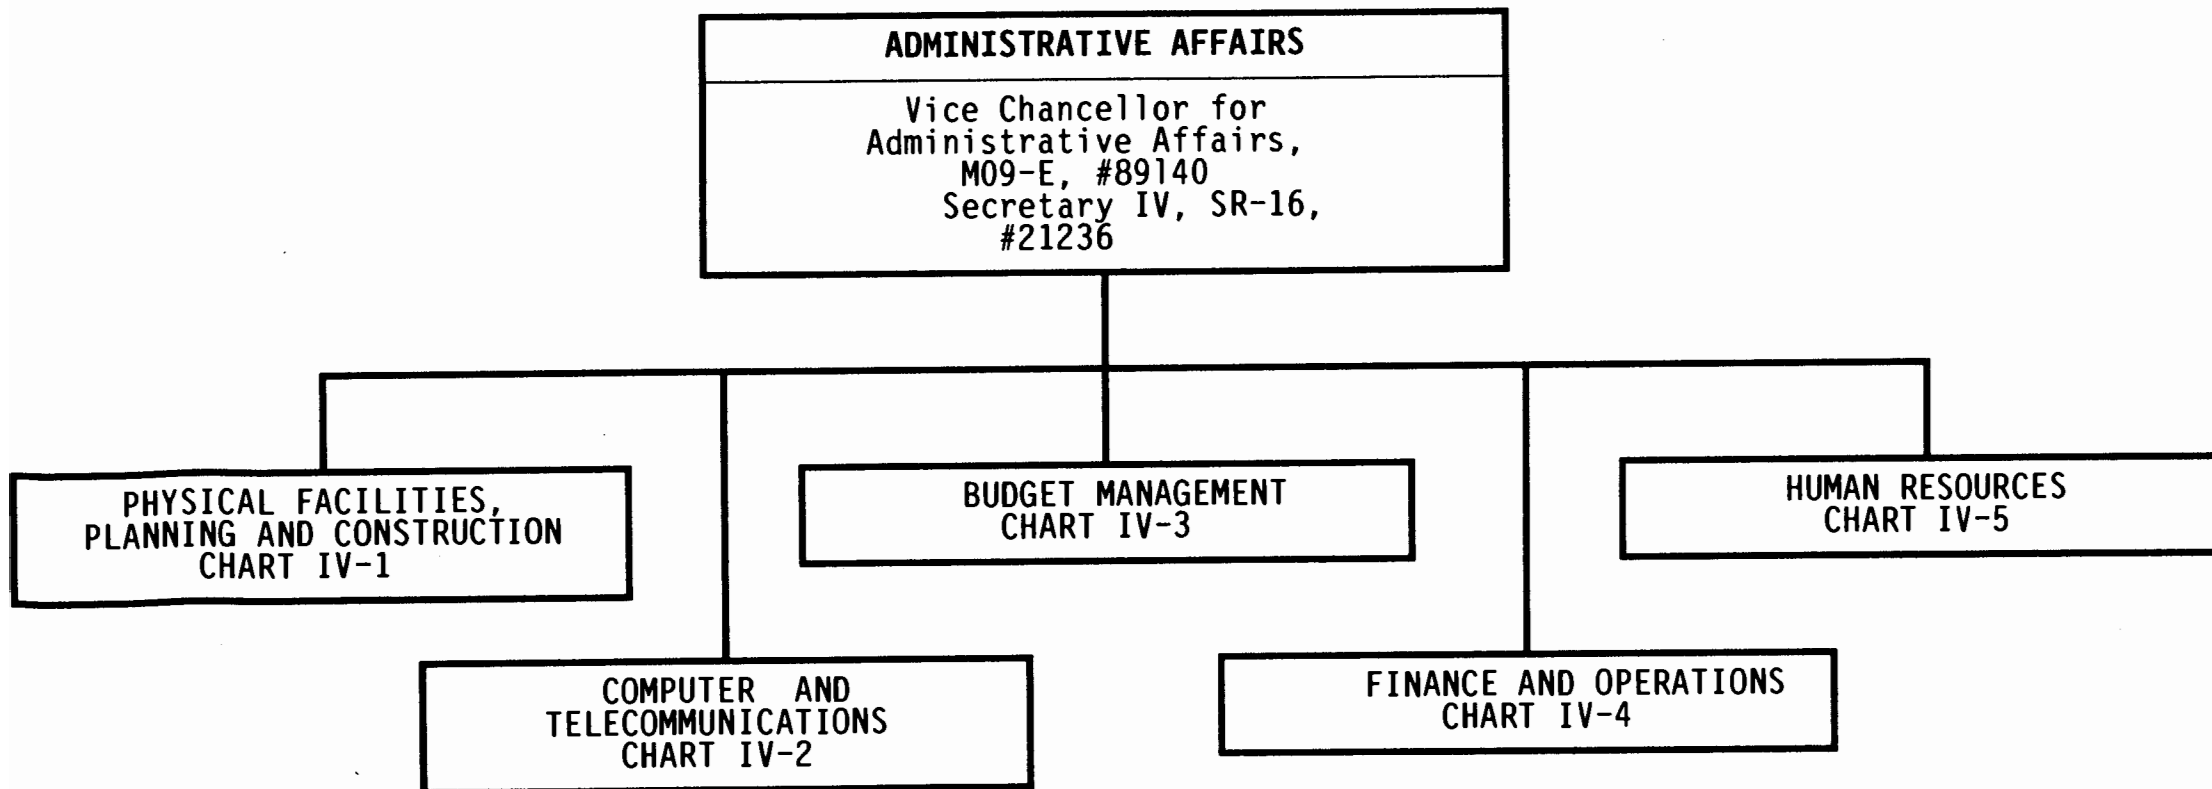 ADMINISTRATIVE AFFAIRS
Vice Chancellor for
Administrative Affairs,
M09-E, #89140
Secretary IV, SR-16,
#21236
PHYSICAL FACILITIES,
PLANNING AND CONSTRUCTION
CHART IV-1
BUDGET MANAGEMENT
CHART IV-3
HUMAN RESOURCES
CHART IV-5
COMPUTER AND
TELECOMMUNICATIONS
CHART IV-2
FINANCE AND OPERATIONS
CHART IV-4